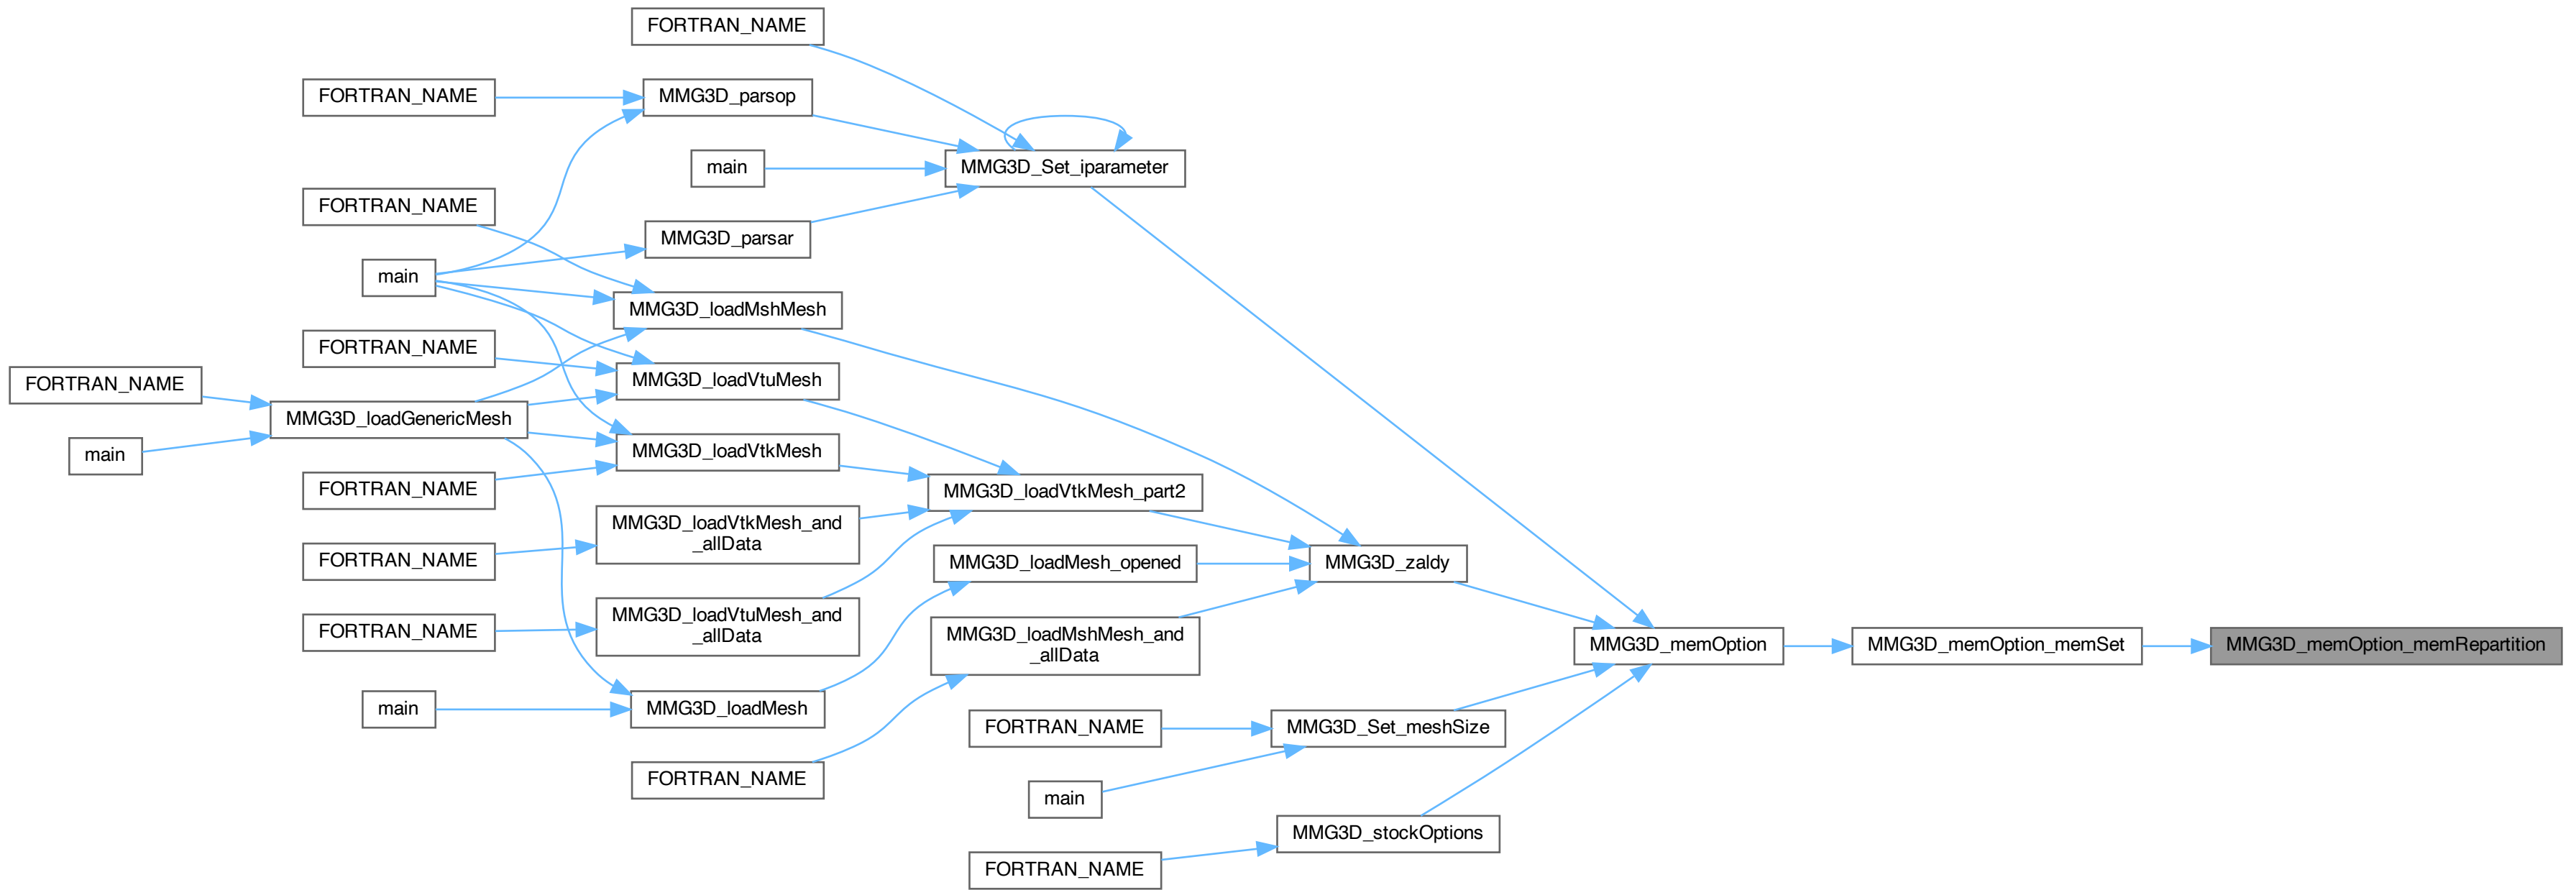 FORTRAN_NAME
FORTRAN_NAME
MMG3D_parsop
main
MMG3D_Set_iparameter
FORTRAN_NAME
MMG3D_parsar
main
MMG3D_loadMshMesh
FORTRAN_NAME
MMG3D_loadVtuMesh
FORTRAN_NAME
MMG3D_loadGenericMesh
main
MMG3D_loadVtkMesh
FORTRAN_NAME
MMG3D_loadVtkMesh_part2
MMG3D_loadVtkMesh_and
_allData
FORTRAN_NAME
MMG3D_loadMesh_opened
MMG3D_zaldy
MMG3D_loadVtuMesh_and
_allData
FORTRAN_NAME
MMG3D_loadMshMesh_and
_allData
MMG3D_memOption
MMG3D_memOption_memSet
MMG3D_memOption_memRepartition
main
MMG3D_loadMesh
FORTRAN_NAME
MMG3D_Set_meshSize
FORTRAN_NAME
main
MMG3D_stockOptions
FORTRAN_NAME